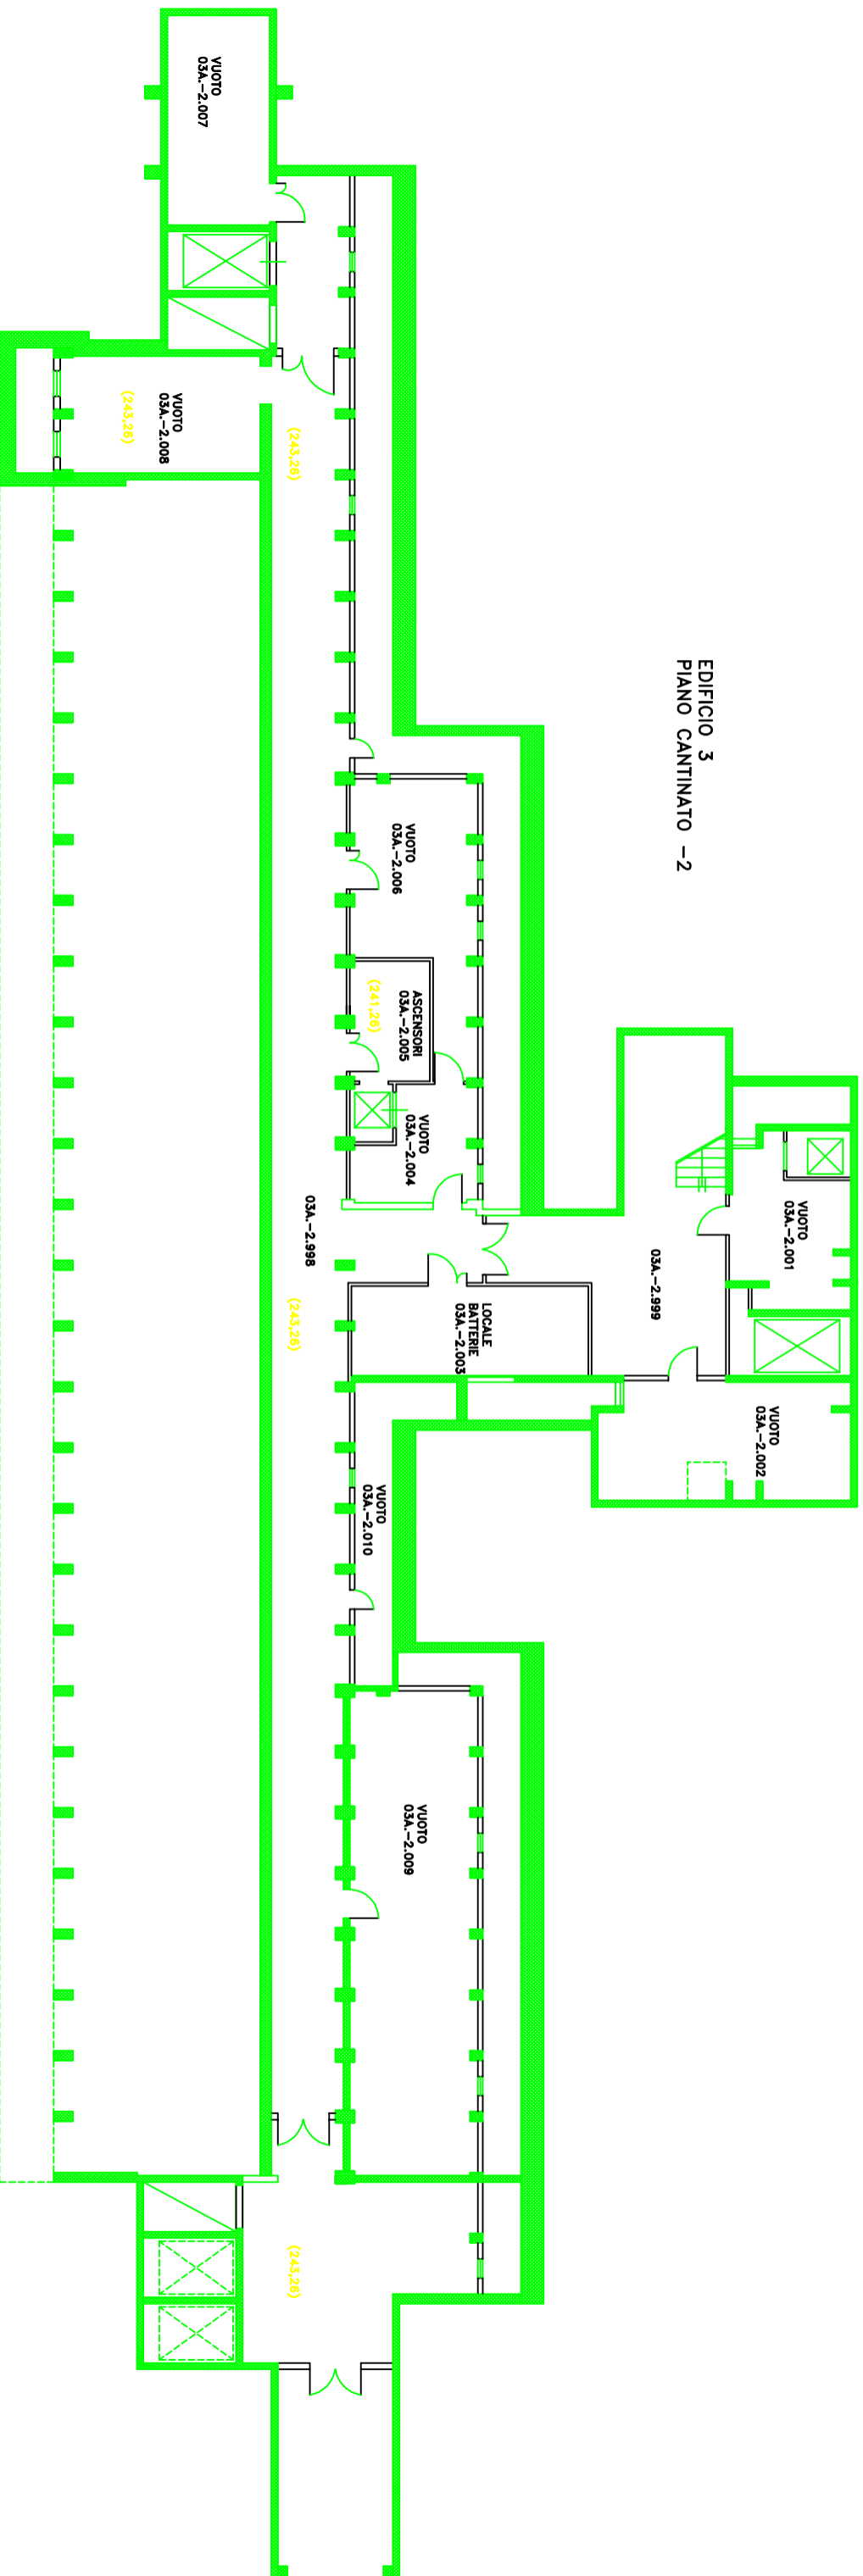 EDIFICIO 3
PIANO CANTINATO -2
VUOTO
03A.-2.007
VUOTO
03A.-2.008
(243,26)
(243,26)
VUOTO
03A.-2.006
ASCENSORI
03A.-2.005
(241,26)
VUOTO
03A.-2.004
VUOTO
03A.-2.001
03A.-2.999
03A.-2.998
(243,26)
LOCALE
BATTERIE
03A.-2.003
VUOTO
03A.-2.002
VUOTO
03A.-2.010
VUOTO
03A.-2.009
(243,26)